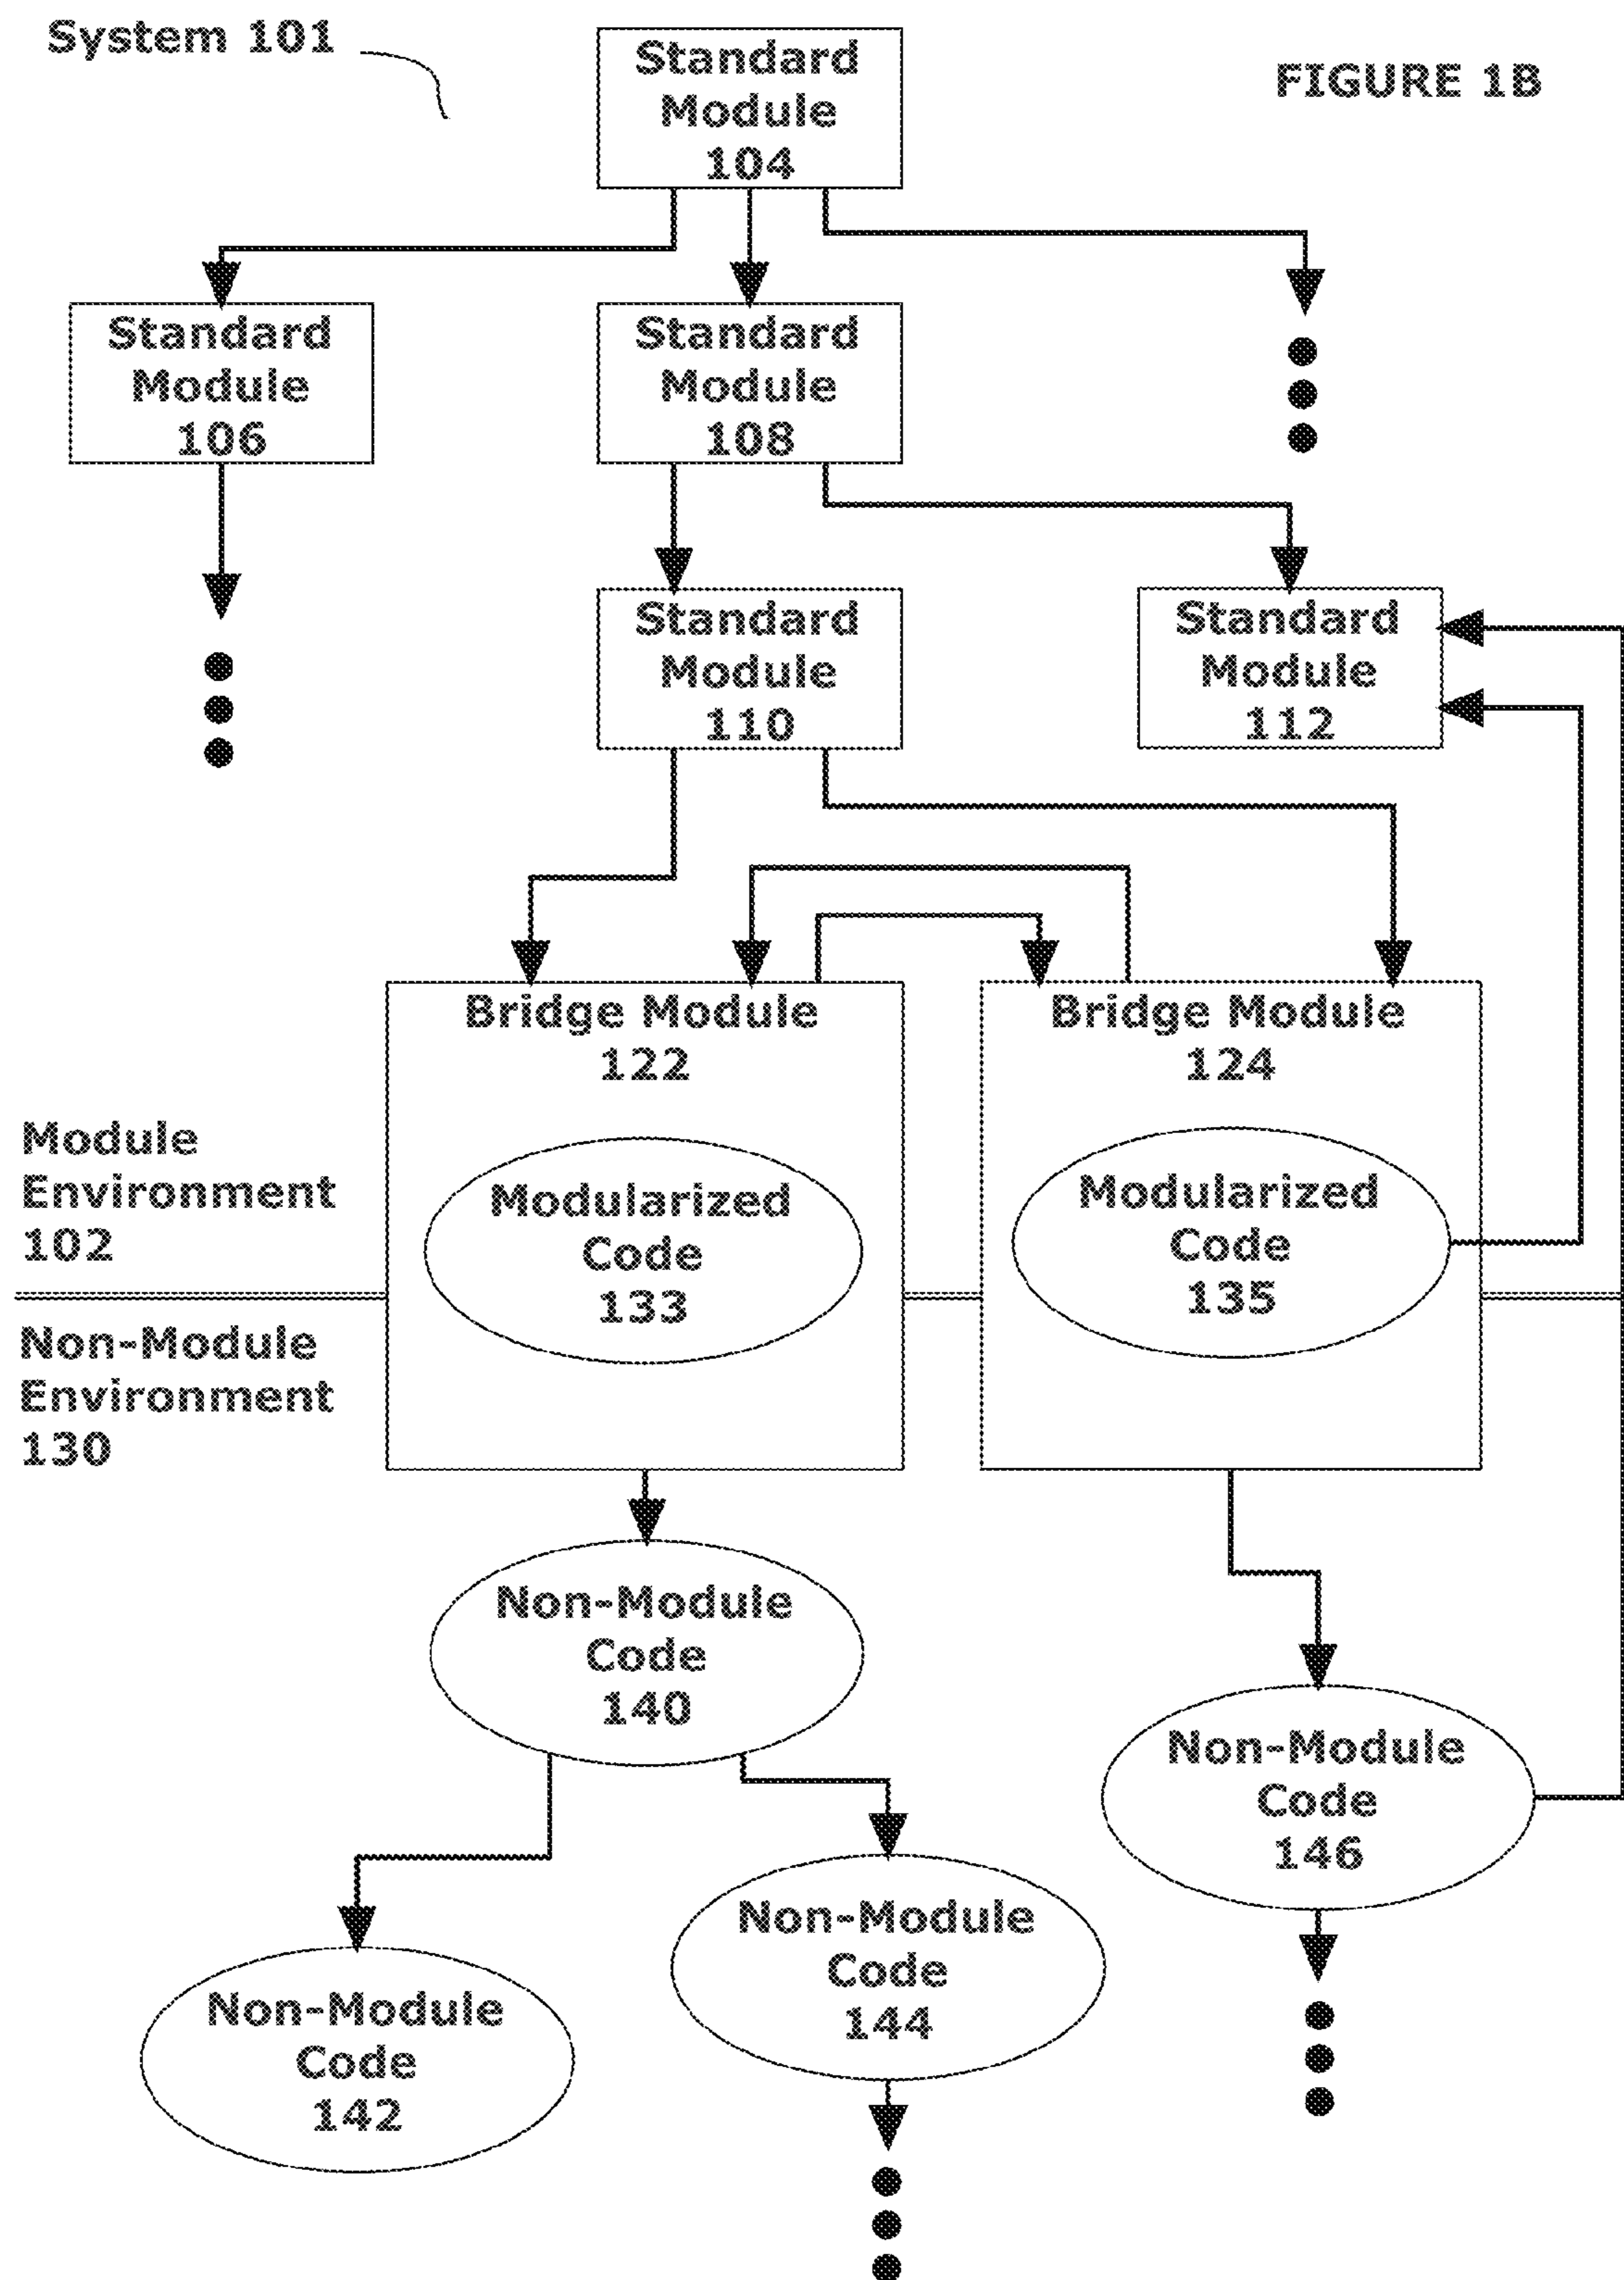 System 101
FIGURE 1B
Standard
Module
104
Standard
Module
106
Standard
Module
108
Standard
Module
110
Standard
Module
112
Bridge Module
122
Bridge Module
124
Module
Environment
102
Modularized
Code
133
Modularized
Code
135
Non-Module
Environment
130
Non-Module
Code
140
Non-Module
Code
146
Non-Module
Code
144
Non-Module
Code
142